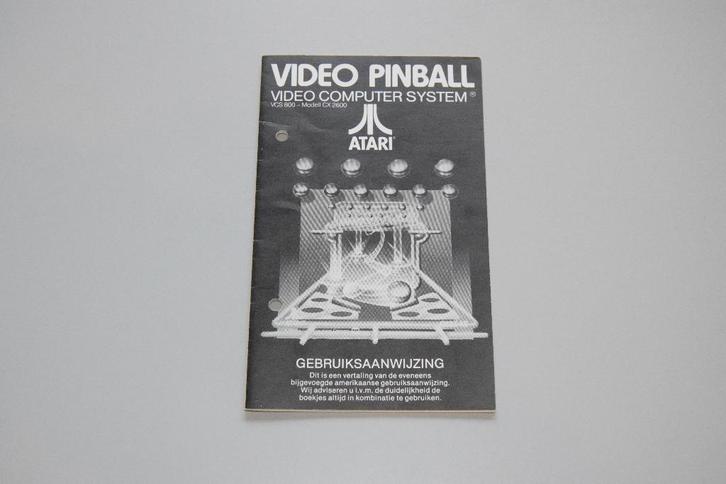 VIDEO PINBALL
VIDEO COMPUTER SYSTEM®
VCS 800 - Modell CX 2600
ATARI®
GEBRUIKSAANWIJZING
Dit is een vertaling van de eveneens
bijgevoegde amerikaanse gebruiksaanwijzing.
Wij adviseren u i.v.m. de duidelijkheid de
boekjes altijd in kombinatie te gebruiken.